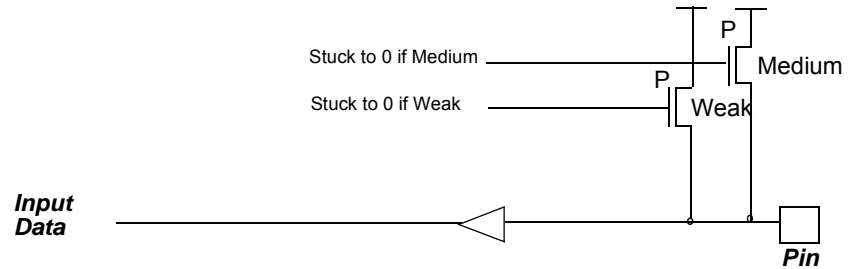 P
Stuck to 0 if Medium
Medium
P
Stuck to 0 if Weak
Weak
Input
Data
Pin